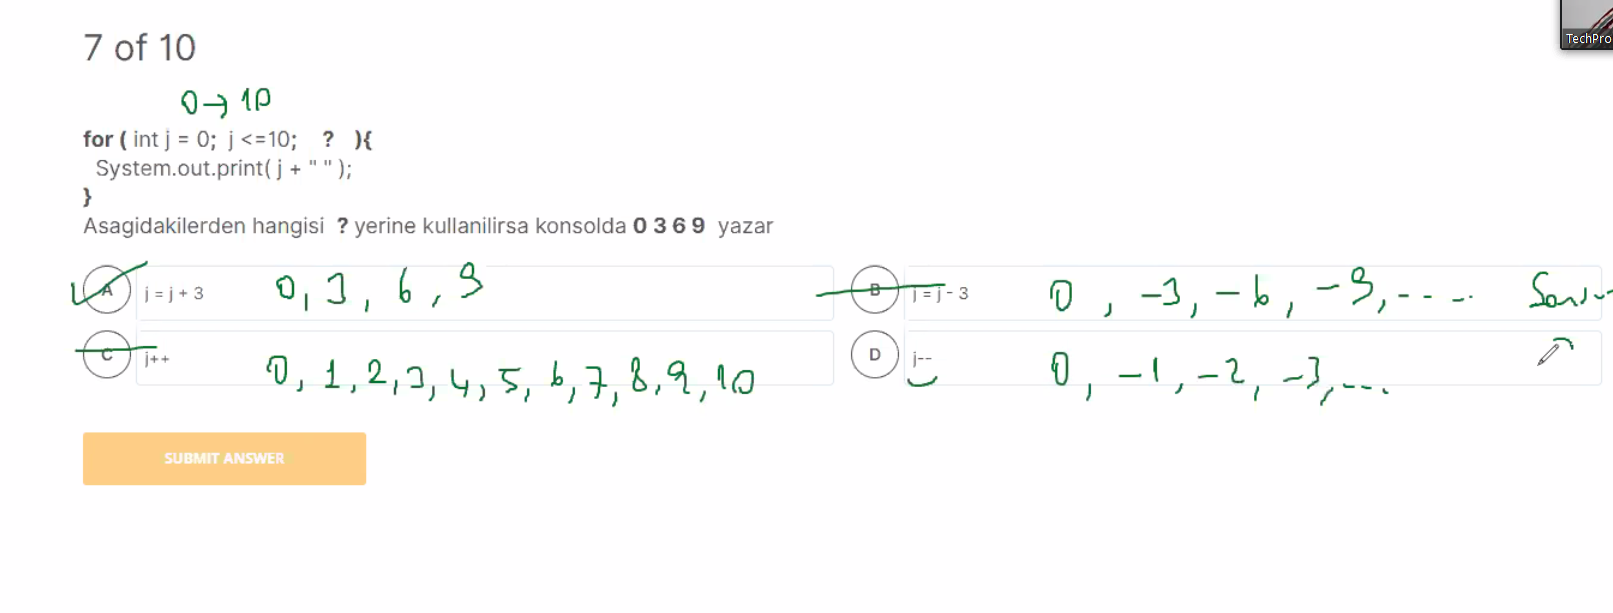 TechPro
7 of 10
0→10
for ( int j = 0; j <=10; ? ){
System.out.print( j + " " );
}
Asagidakilerden hangisi ? yerine kullanilirsa konsolda 0 3 6 9 yazar
A j = j + 3 0, 3, 6, 9
B j = j - 3 0, -3, -6, -9, - - - .
C j++ 0, 1, 2, 3, 4, 5, 6, 7, 8, 9, 10
D j-- 0, -1, -2, -3, - - .
SUBMIT ANSWER